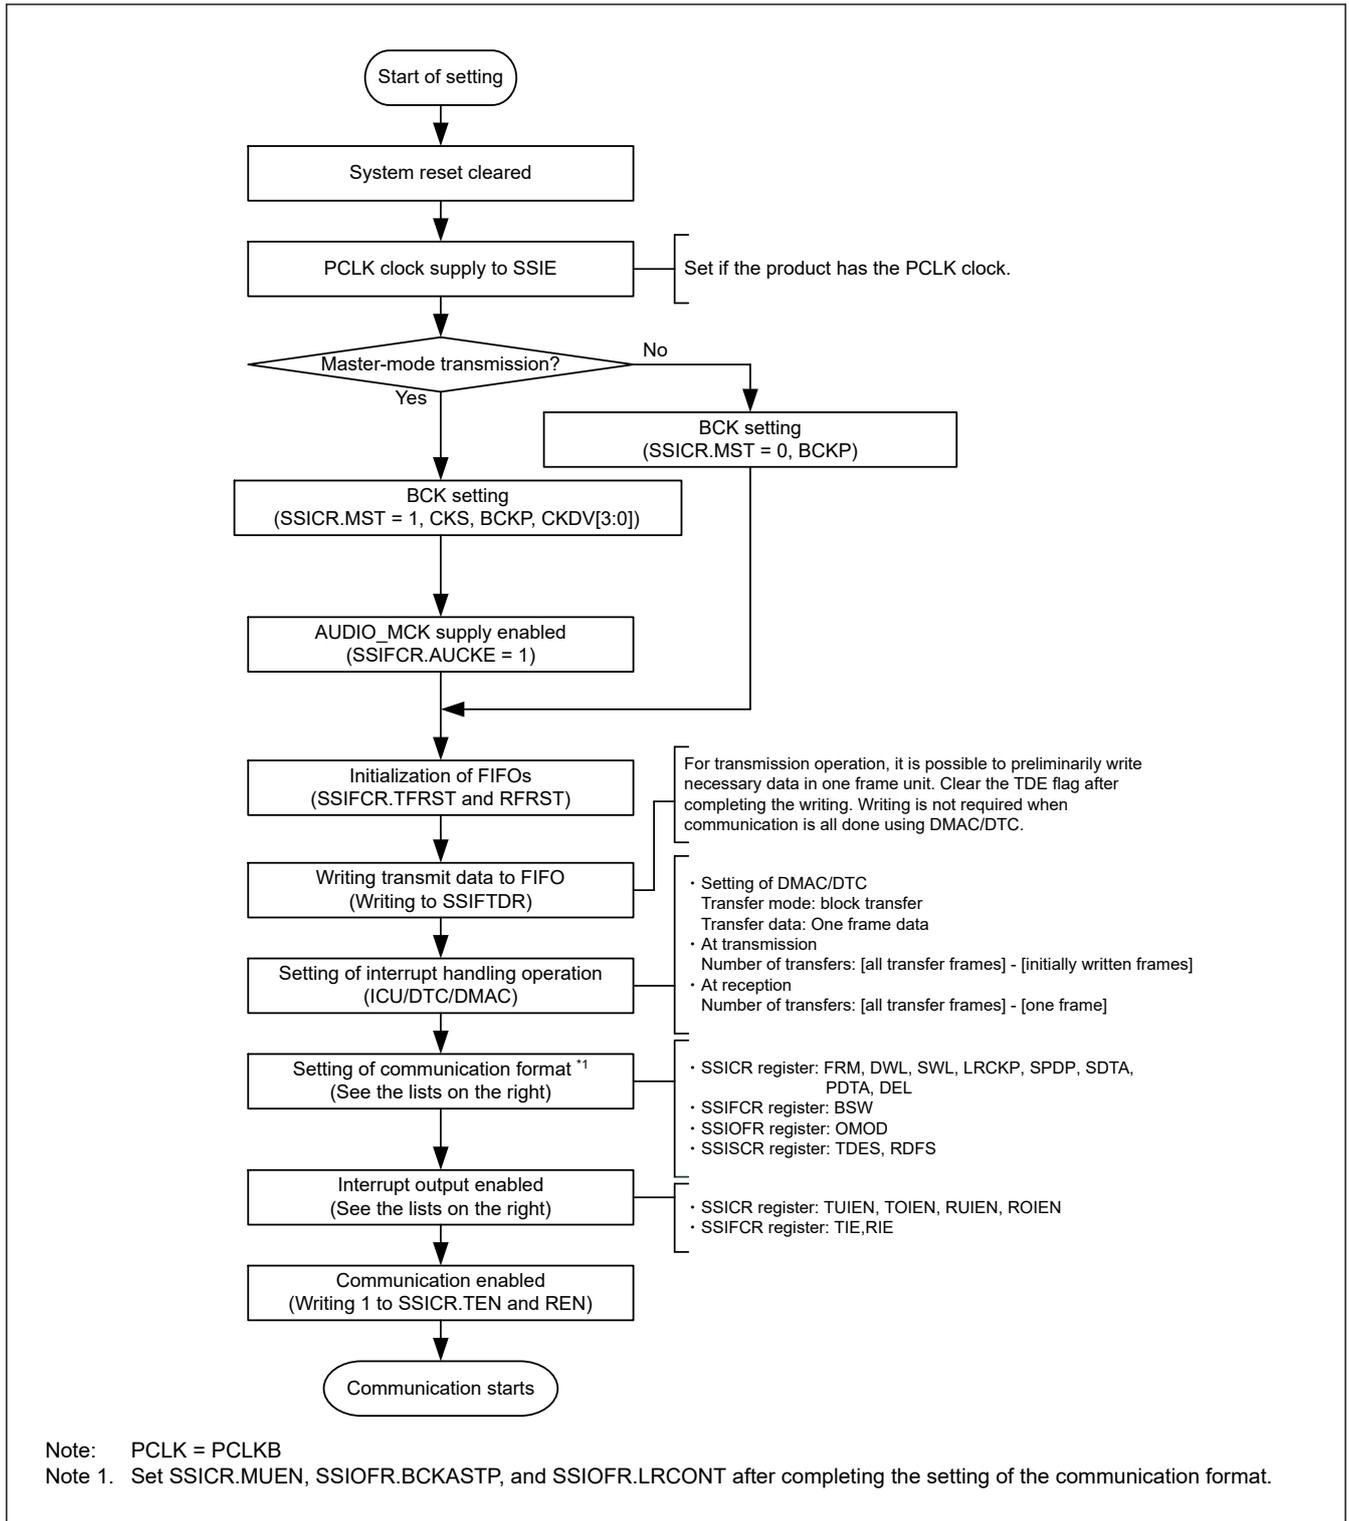 Start of setting
System reset cleared
PCLK clock supply to SSIE
Set if the product has the PCLK clock.
Master-mode transmission?
No
Yes
BCK setting
(SSICR.MST = 0, BCKP)
BCK setting
(SSICR.MST = 1, CKS, BCKP, CKDV[3:0])
AUDIO_MCK supply enabled
(SSIFCR.AUCKE = 1)
Initialization of FIFOs
(SSIFCR.TFRST and RFRST)
For transmission operation, it is possible to preliminarily write
necessary data in one frame unit. Clear the TDE flag after
completing the writing. Writing is not required when
communication is all done using DMAC/DTC.
Writing transmit data to FIFO
(Writing to SSIFTDR)
Setting of interrupt handling operation
(ICU/DTC/DMAC)
・Setting of DMAC/DTC
Transfer mode: block transfer
Transfer data: One frame data
・At transmission
Number of transfers: [all transfer frames] - [initially written frames]
・At reception
Number of transfers: [all transfer frames] - [one frame]
Setting of communication format *1
(See the lists on the right)
・SSICR register: FRM, DWL, SWL, LRCKP, SPDP, SDTA,
PDTA, DEL
・SSIFCR register: BSW
・SSIOFR register: OMOD
・SSISCR register: TDES, RDFS
Interrupt output enabled
(See the lists on the right)
・SSICR register: TUIEN, TOIEN, RUIEN, ROIEN
・SSIFCR register: TIE,RIE
Communication enabled
(Writing 1 to SSICR.TEN and REN)
Communication starts
Note: PCLK = PCLKB
Note 1. Set SSICR.MUEN, SSIOFR.BCKASTP, and SSIOFR.LRCONT after completing the setting of the communication format.